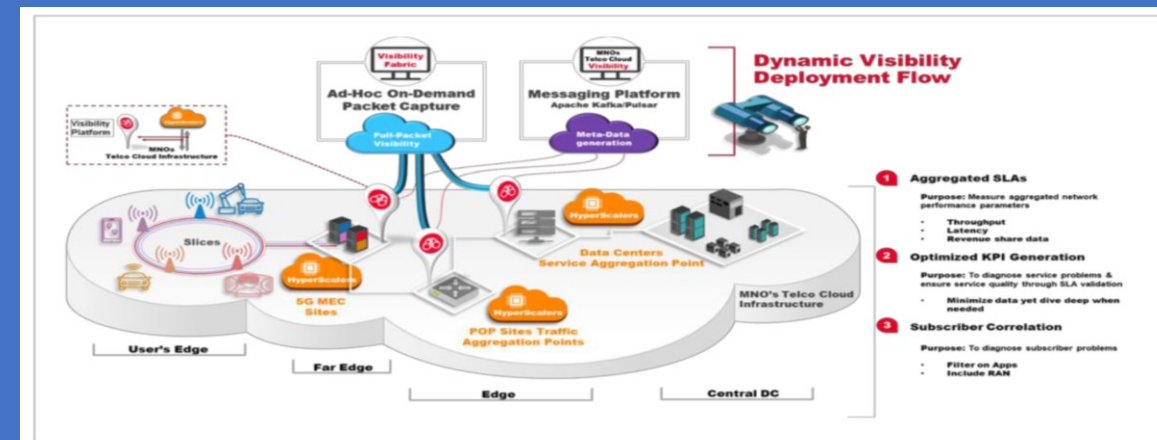 Visibility
Fabric
Ad-Hoc On-Demand
Packet Capture
Full-Packet
Visibility
MNOs
Telco Cloud
Visibility
Messaging Platform
Apache Kafka/Pulsar
Meta-Data
generation
Dynamic Visibility
Deployment Flow
Visibility
Platform
HyperScalers
MNOs
Telco Cloud Infrastructure
Slices
HyperScalers
5G MEC
Sites
HyperScalers
POP Sites Traffic
Aggregation Points
HyperScalers
Data Centers
Service Aggregation Point
MNO's Telco Cloud
Infrastructure
User's Edge
Far Edge
Edge
Central DC
1 Aggregated SLAs
Purpose: Measure aggregated network
performance parameters
• Throughput
• Latency
• Revenue share data
2 Optimized KPI Generation
Purpose: To diagnose service problems &
ensure service quality through SLA validation
• Minimize data yet dive deep when
needed
3 Subscriber Correlation
Purpose: To diagnose subscriber problems
• Filter on Apps
• Include RAN